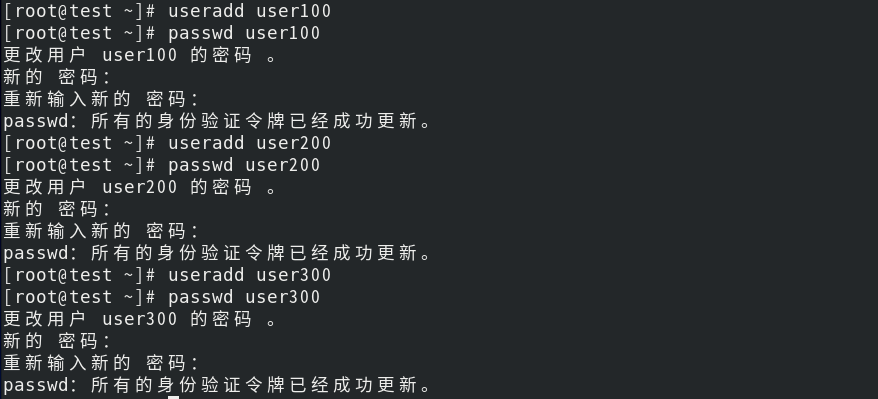 [root@test ~]# useradd user100
[root@test ~]# passwd user100
更改用户 user100 的密码 。
新的 密码：
重新输入新的 密码：
passwd：所有的身份验证令牌已经成功更新。
[root@test ~]# useradd user200
[root@test ~]# passwd user200
更改用户 user200 的密码 。
新的 密码：
重新输入新的 密码：
passwd：所有的身份验证令牌已经成功更新。
[root@test ~]# useradd user300
[root@test ~]# passwd user300
更改用户 user300 的密码 。
新的 密码：
重新输入新的 密码：
passwd：所有的身份验证令牌已经成功更新。